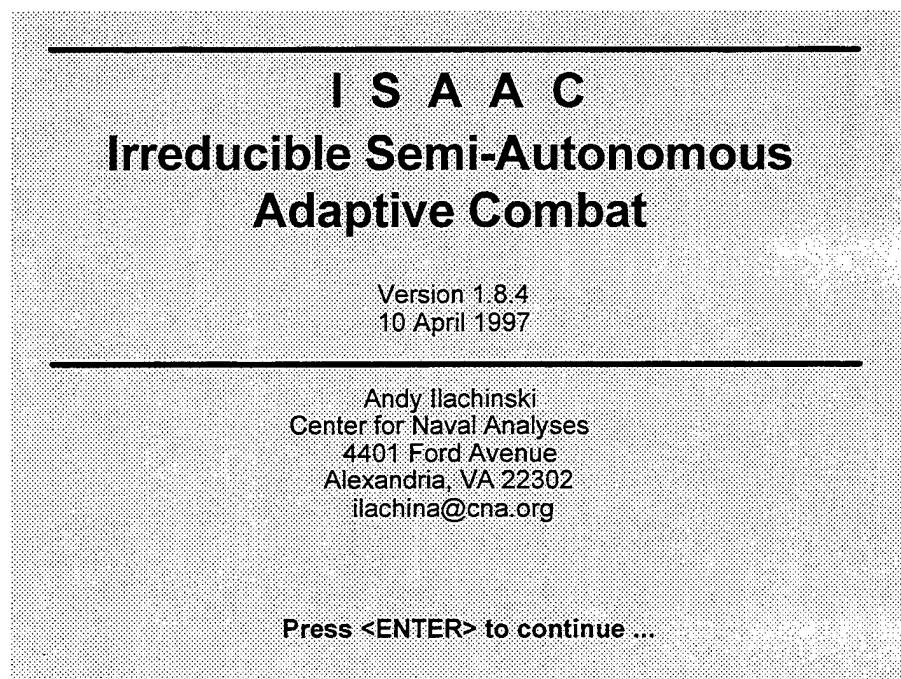 I S A A C
Irreducible Semi-Autonomous
Adaptive Combat
Version 1.8.4
10 April 1997
Andy Ilachinski
Center for Naval Analyses
4401 Ford Avenue
Alexandria, VA 22302
ilachina@cna.org
Press <ENTER> to continue ...